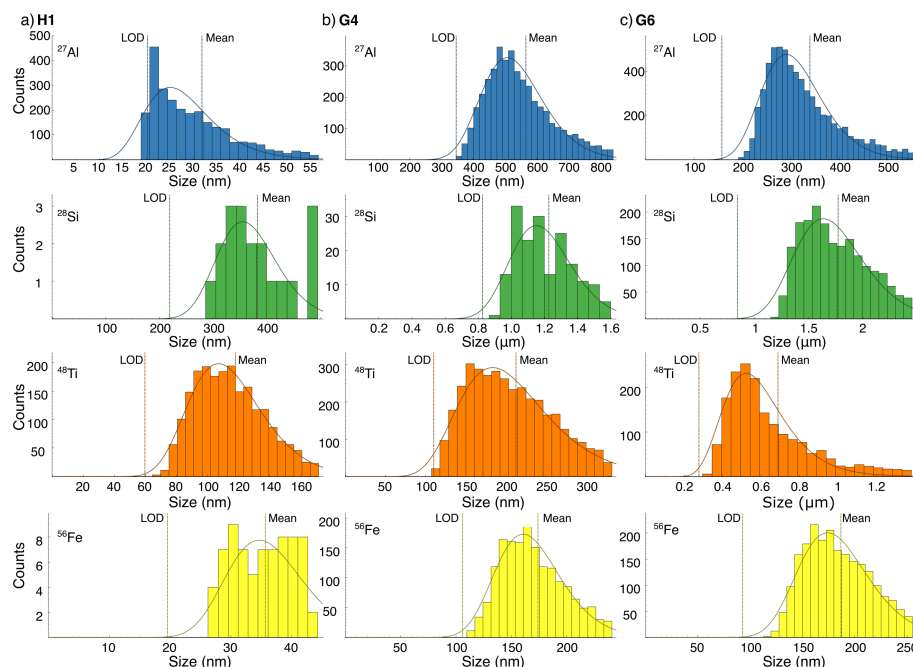 a) H1
b) G4
c) G6
27Al LOD Mean
500
400
300
200
100
5 10 15 20 25 30 35 40 45 50 55
Counts
Size (nm)
27Al LOD Mean
300
200
100
100 200 300 400 500 600 700 800
Size (nm)
27Al LOD Mean
400
200
100 200 300 400 500
Size (nm)
28Si LOD Mean
3
2
1
100 200 300 400
Counts
Size (nm)
28Si LOD Mean
30
20
10
0.2 0.4 0.6 0.8 1.0 1.2 1.4 1.6
Size (µm)
28Si LOD Mean
200
150
100
50
0.5 1 1.5 2
Size (µm)
48Ti LOD Mean
200
150
100
50
20 40 60 80 100 120 140 160
Counts
Size (nm)
48Ti LOD Mean
300
200
100
50 100 150 200 250 300
Size (nm)
48Ti LOD Mean
200
100
0.2 0.4 0.6 0.8 1 1.2
Size (µm)
56Fe LOD Mean
8
6
4
2
10 20 30 40
Counts
Size (nm)
56Fe LOD Mean
200
150
100
50
50 100 150 200
Size (nm)
56Fe LOD Mean
200
150
100
50
50 100 150 200 250
Size (nm)